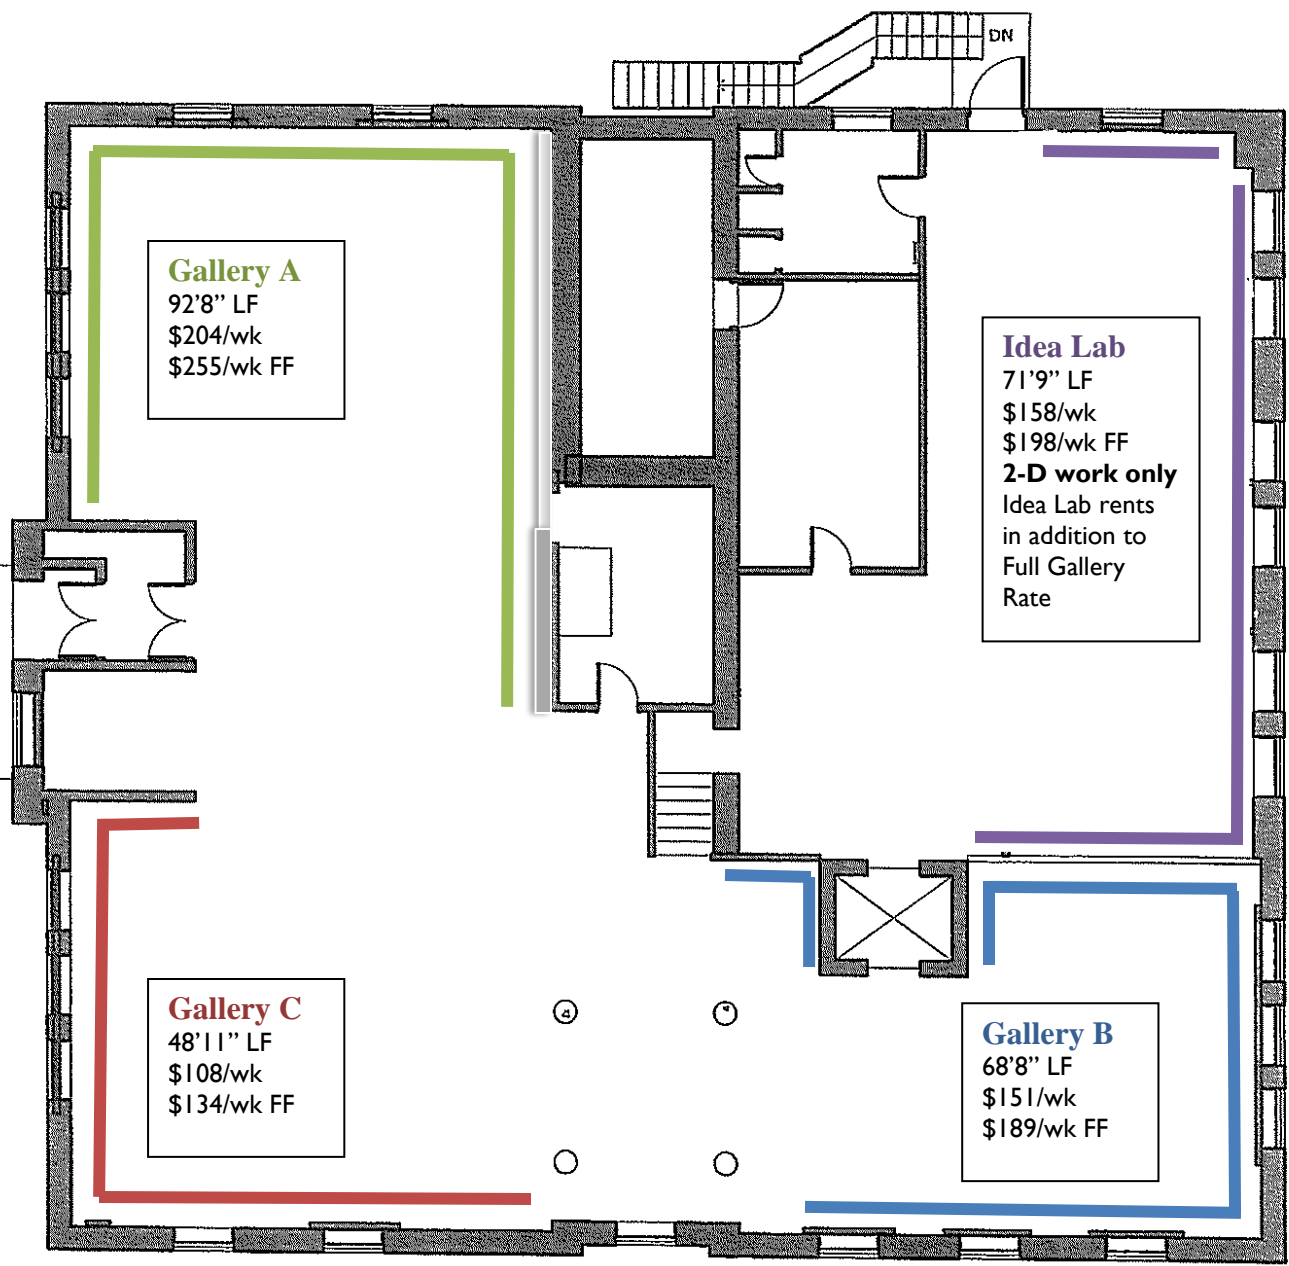 DN
Gallery A
92'8” LF
$204/wk
$255/wk FF
Idea Lab
71'9” LF
$158/wk
$198/wk FF
2-D work only
Idea Lab rents
in addition to
Full Gallery
Rate
Gallery C
48'11” LF
$108/wk
$134/wk FF
Gallery B
68'8” LF
$151/wk
$189/wk FF